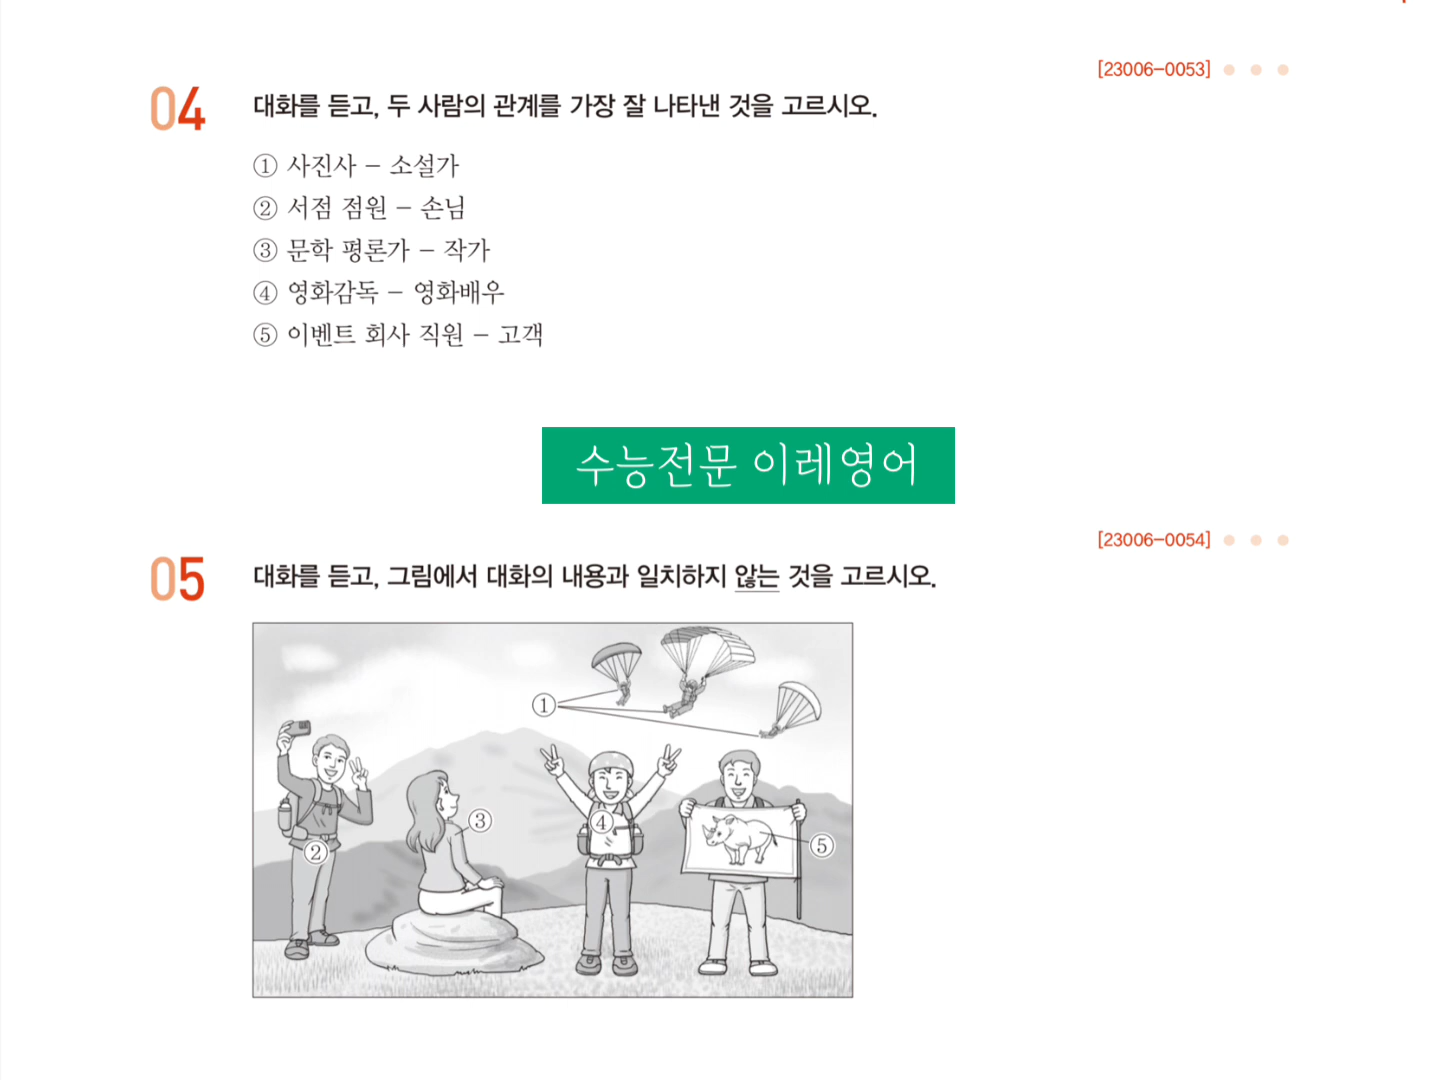 [23006-0053]
04 대화를 듣고, 두 사람의 관계를 가장 잘 나타낸 것을 고르시오.
① 사진사 – 소설가
② 서점 점원 – 손님
③ 문학 평론가 – 작가
④ 영화감독 – 영화배우
⑤ 이벤트 회사 직원 – 고객
수능전문 이레영어
[23006-0054]
05 대화를 듣고, 그림에서 대화의 내용과 일치하지 않는 것을 고르시오.
①
②
③
④
⑤